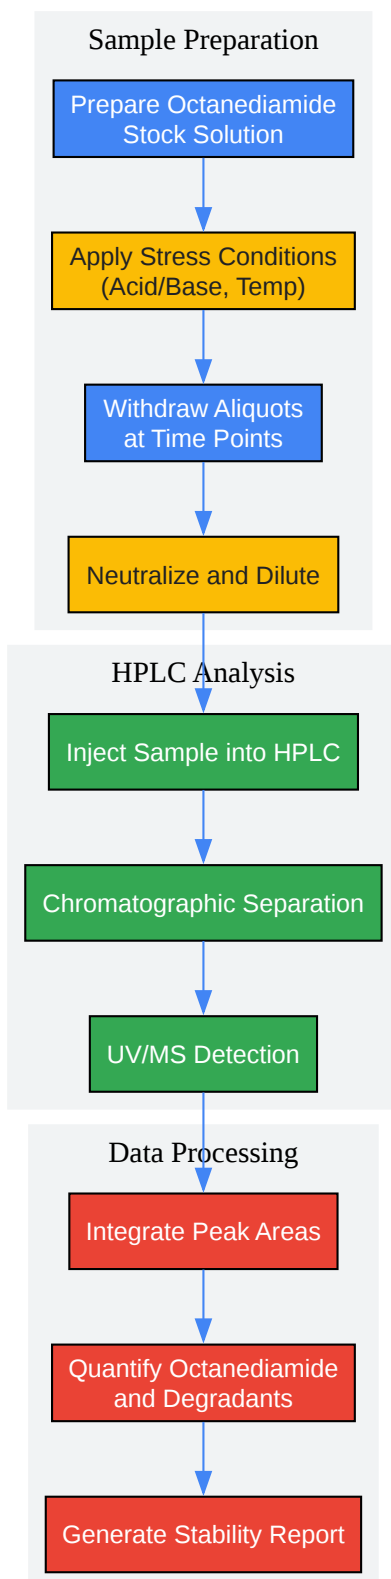 Sample Preparation
Prepare Octanediamide
Stock Solution
Apply Stress Conditions
(Acid/Base, Temp)
Withdraw Aliquots
at Time Points
Neutralize and Dilute
HPLC Analysis
Inject Sample into HPLC
Chromatographic Separation
UV/MS Detection
Data Processing
Integrate Peak Areas
Quantify Octanediamide
and Degradants
Generate Stability Report